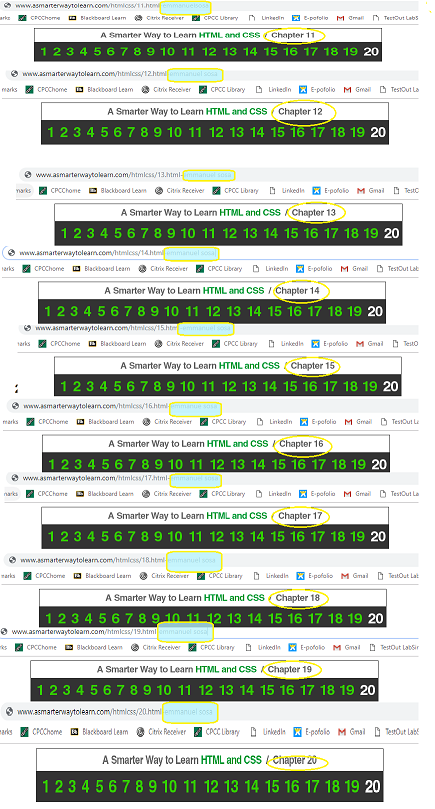 www.asmarterwaytolearn.com/htmlcss/11.html-emmanuel sosa
marks CPCChome Blackboard Learn Citrix Receiver CPCC Library LinkedIn E-pofolio Gmail TestOut
A Smarter Way to Learn HTML and CSS / Chapter 11
1 2 3 4 5 6 7 8 9 10 11 12 13 14 15 16 17 18 19 20
www.asmarterwaytolearn.com/htmlcss/12.html-emmanuel sosa
marks CPCChome Blackboard Learn Citrix Receiver CPCC Library LinkedIn E-pofolio Gmail TestOut Lab
A Smarter Way to Learn HTML and CSS / Chapter 12
1 2 3 4 5 6 7 8 9 10 11 12 13 14 15 16 17 18 19 20
www.asmarterwaytolearn.com/htmlcss/13.html-emmanuel sosa
marks CPCChome Blackboard Learn Citrix Receiver CPCC Library LinkedIn E-pofolio Gmail Test
A Smarter Way to Learn HTML and CSS / Chapter 13
1 2 3 4 5 6 7 8 9 10 11 12 13 14 15 16 17 18 19 20
www.asmarterwaytolearn.com/htmlcss/14.html-emmanuel sosa
CPCChome Blackboard Learn Citrix Receiver CPCC Library LinkedIn E-pofolio Gmail TestOut LabS
A Smarter Way to Learn HTML and CSS / Chapter 14
1 2 3 4 5 6 7 8 9 10 11 12 13 14 15 16 17 18 19 20
www.asmarterwaytolearn.com/htmlcss/15.html-emmanuel sosa
marks CPCChome Blackboard Learn Citrix Receiver CPCC Library LinkedIn E-pofolio Gmail TestO
A Smarter Way to Learn HTML and CSS / Chapter 15
1 2 3 4 5 6 7 8 9 10 11 12 13 14 15 16 17 18 19 20
www.asmarterwaytolearn.com/htmlcss/16.html-emmanuel sosa
marks CPCChome Blackboard Learn Citrix Receiver CPCC Library LinkedIn E-pofolio Gmail TestOut La
A Smarter Way to Learn HTML and CSS / Chapter 16
1 2 3 4 5 6 7 8 9 10 11 12 13 14 15 16 17 18 19 20
www.asmarterwaytolearn.com/htmlcss/17.html-emmanuel sosa
arks CPCChome Blackboard Learn Citrix Receiver CPCC Library LinkedIn E-pofolio Gmail TestOut Lab
A Smarter Way to Learn HTML and CSS / Chapter 17
1 2 3 4 5 6 7 8 9 10 11 12 13 14 15 16 17 18 19 20
www.asmarterwaytolearn.com/htmlcss/18.html-emmanuel sosa
marks CPCChome Blackboard Learn Citrix Receiver CPCC Library LinkedIn E-pofolio Gmail TestOut LabSi
A Smarter Way to Learn HTML and CSS / Chapter 18
1 2 3 4 5 6 7 8 9 10 11 12 13 14 15 16 17 18 19 20
www.asmarterwaytolearn.com/htmlcss/19.html-emmanuel sosa
ks CPCChome Blackboard Learn Citrix Receiver CPCC Library LinkedIn E-pofolio Gmail TestOut LabSi
A Smarter Way to Learn HTML and CSS / Chapter 19
1 2 3 4 5 6 7 8 9 10 11 12 13 14 15 16 17 18 19 20
www.asmarterwaytolearn.com/htmlcss/20.html-emmanuel sosa
arks CPCChome Blackboard Learn Citrix Receiver CPCC Library LinkedIn E-pofolio Gmail TestOut LabS
A Smarter Way to Learn HTML and CSS / Chapter 20
1 2 3 4 5 6 7 8 9 10 11 12 13 14 15 16 17 18 19 20